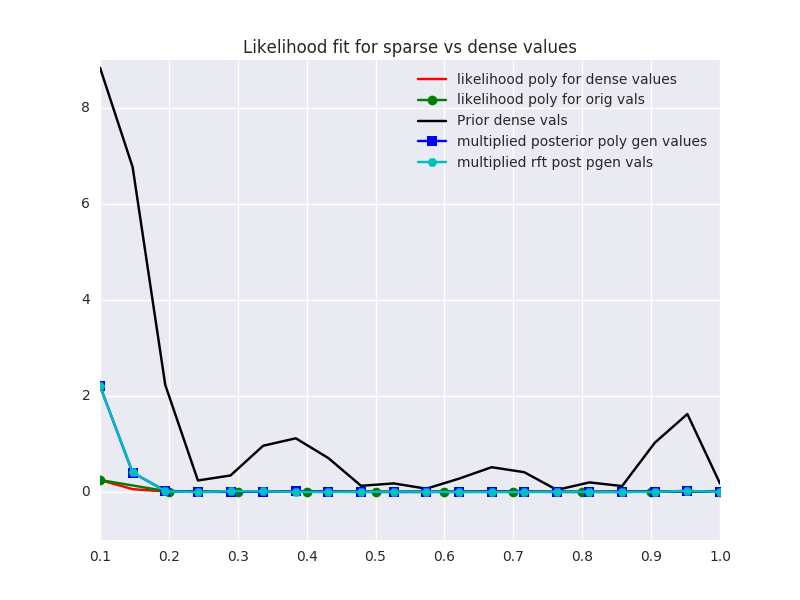 Likelihood fit for sparse vs dense values
likelihood poly for dense values
likelihood poly for orig vals
Prior dense vals
multiplied posterior poly gen values
multiplied rft post pgen vals
8
6
4
2
0
0.1 0.2 0.3 0.4 0.5 0.6 0.7 0.8 0.9 1.0